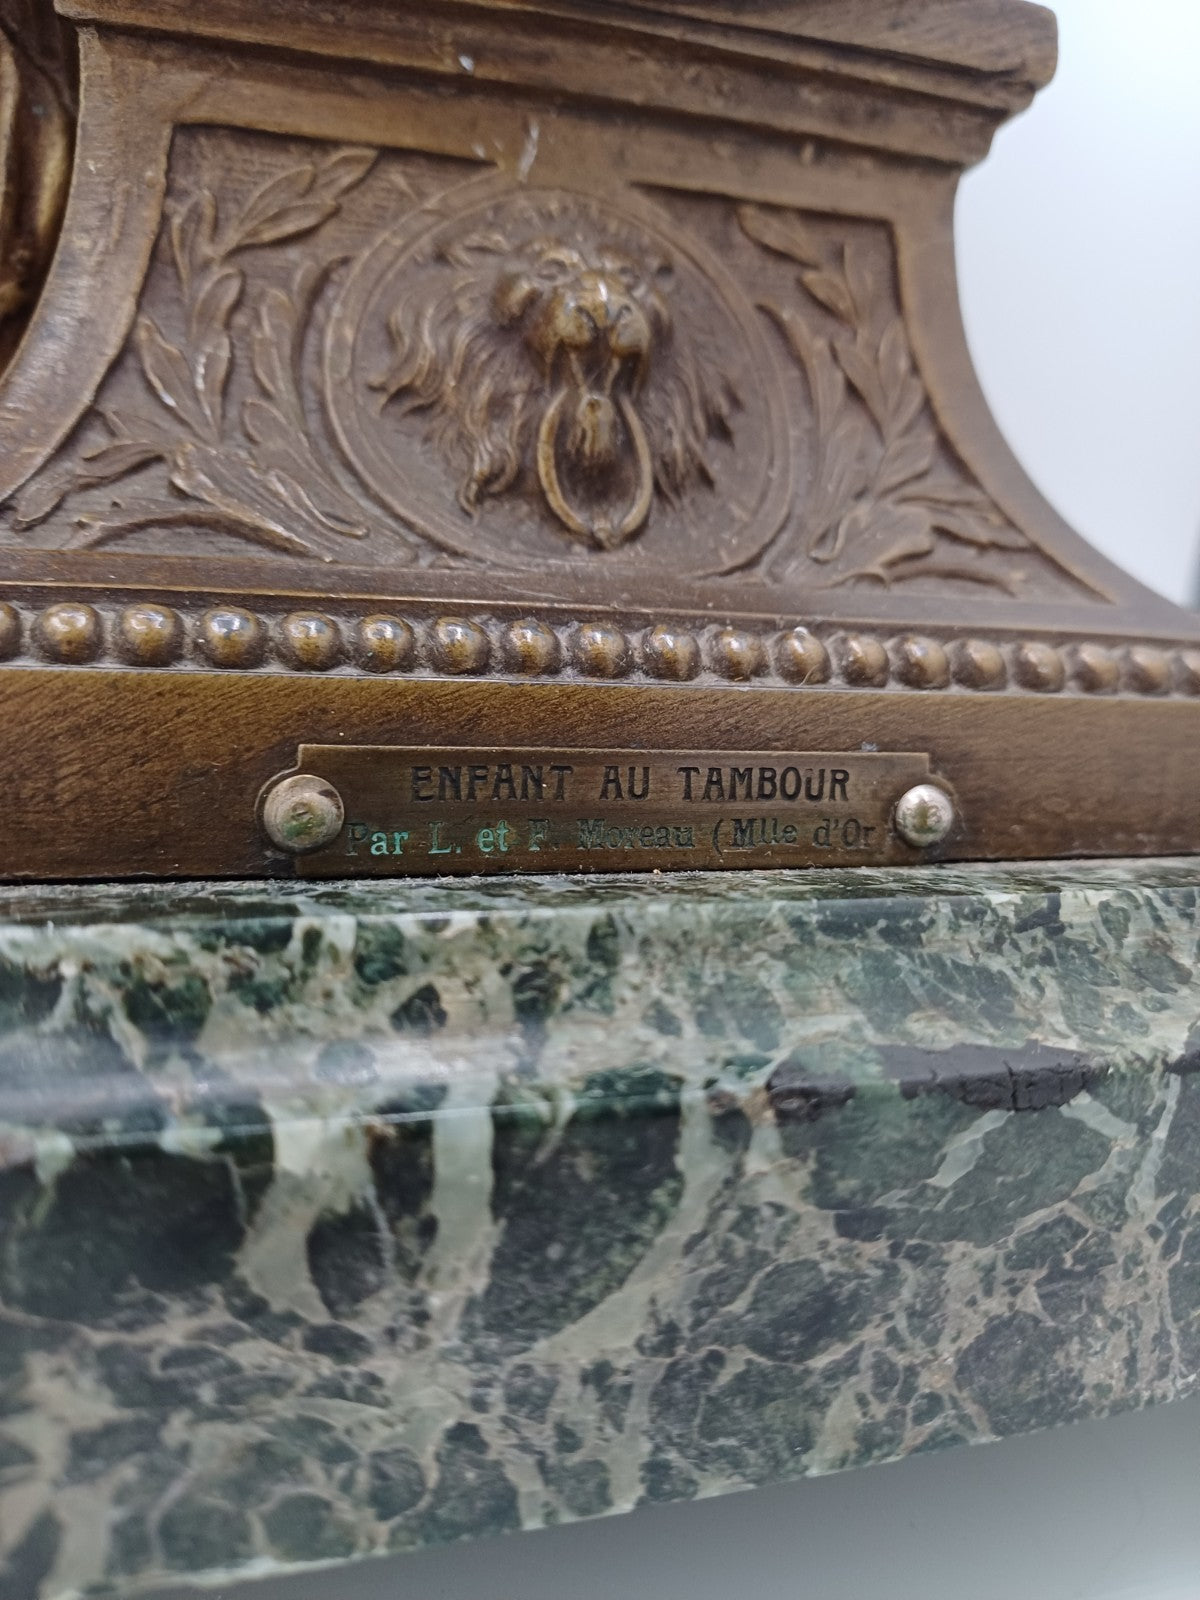 ENFANT AU TAMBOUR
Par L. et F. Moreau (Mlle d'Or